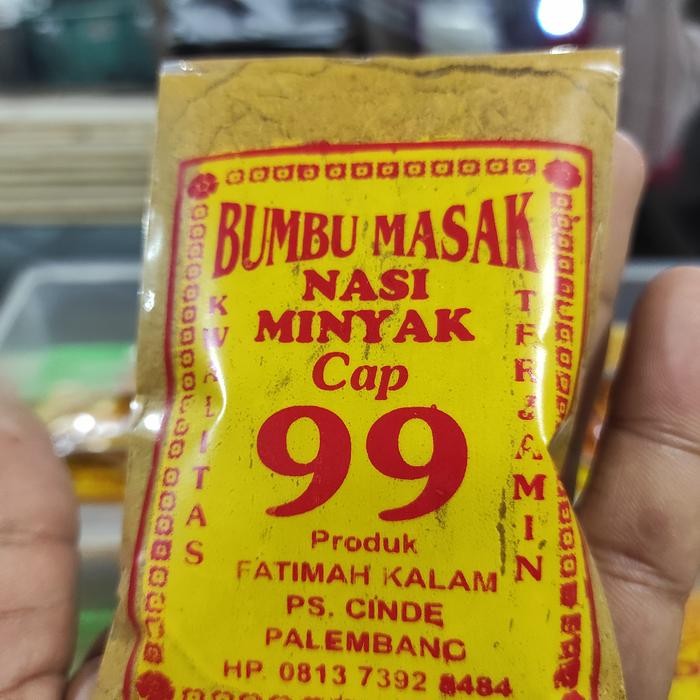 BUMBU MASAK
NASI
MINYAK
Cap
99
KWALITAS
TERJAMIN
Produk
FATIMAH KALAM
PS. CINDE
PALEMBANG
HP. 0813 7392 8484